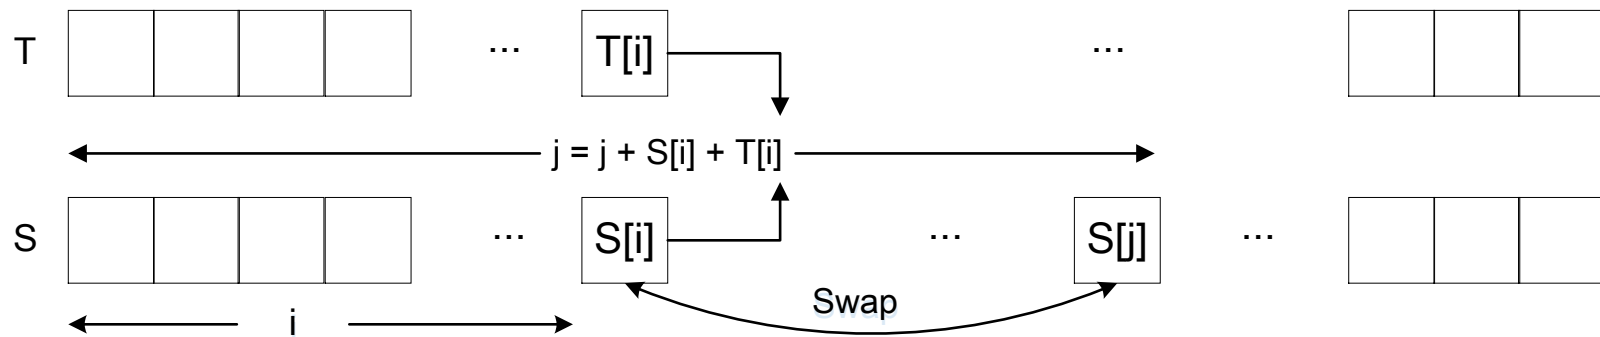 T ... T[i] ...
j = j + S[i] + T[i]
S ... S[i] ... S[j] ...
Swap
i